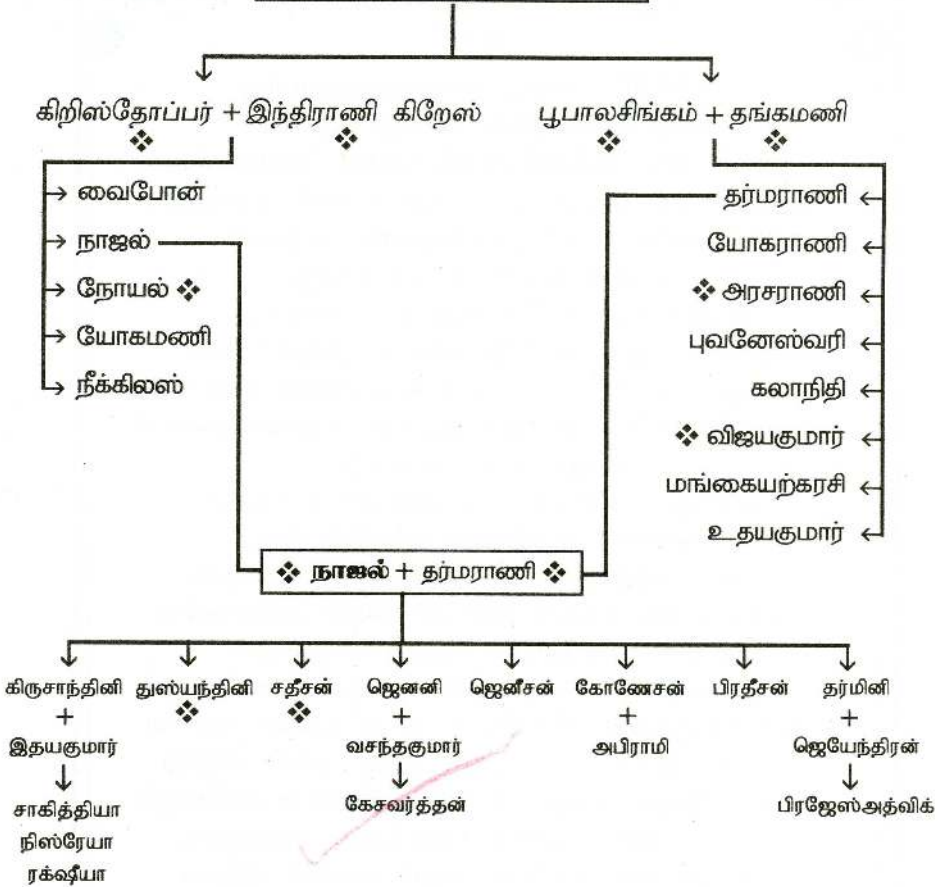 கிறிஸ்தோப்பர் + இந்திராணி கிறேஸ்
பூபாலசிங்கம் + தங்கமணி
வைபோன்
நாஜல்
நோயல்
யோகமணி
நீக்கிலஸ்
தர்மராணி
யோகராணி
அரசராணி
புவனேஸ்வரி
கலாநிதி
விஜயகுமார்
மங்கையற்கரசி
உதயகுமார்
நாஜல் + தர்மராணி
கிருசாந்தினி துஸ்யந்தினி சதீசன் ஜெனனி ஜெனீசன் கோணேசன் பிரதீசன் தர்மினி
+ + + +
இதயகுமார் வசந்தகுமார் அபிராமி ஜெயேந்திரன்
சாகித்தியா கேசவர்த்தன் பிரஜேஸ்அத்விக்
நிஸ்ரேயா
ரக்ஷீயா